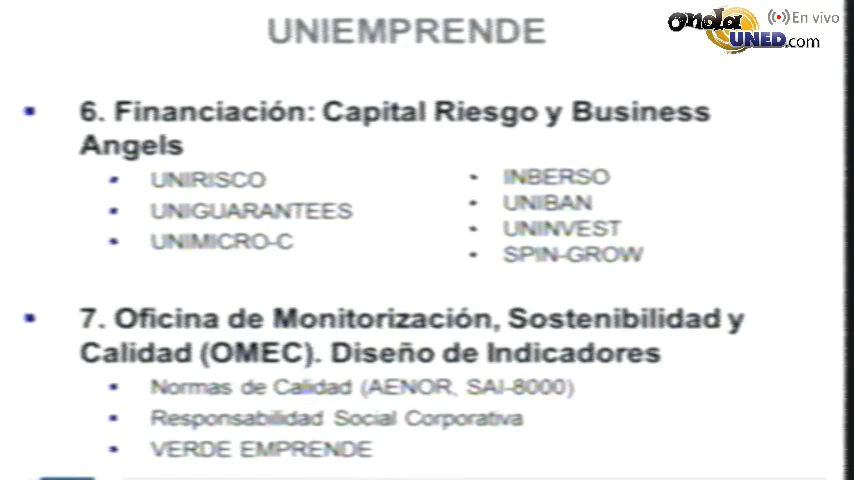 UNIEMPRENDE
onda
UNED.com
En vivo
6. Financiación: Capital Riesgo y Business
Angels
UNIRISCO
UNIGUARANTEES
UNIMICRO-C
INBERSO
UNIBAN
UNINVEST
SPIN-GROW
7. Oficina de Monitorización, Sostenibilidad y
Calidad (OMEC). Diseño de Indicadores
Normas de Calidad (AENOR, SAI-8000)
Responsabilidad Social Corporativa
VERDE EMPRENDE